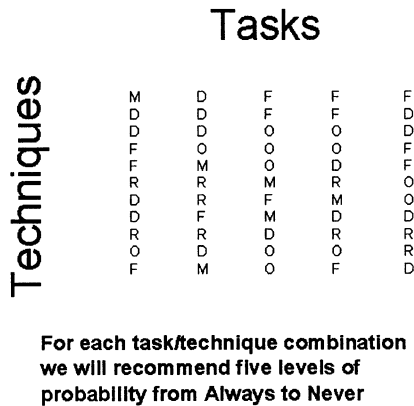 Tasks
Techniques
M D F F F
D D F F D
D D O O D
F O O O F
F M O D F
R R M R O
D R F M O
D F M D D
R R D R R
O D O O R
F M O F D
For each task/technique combination
we will recommend five levels of
probability from Always to Never